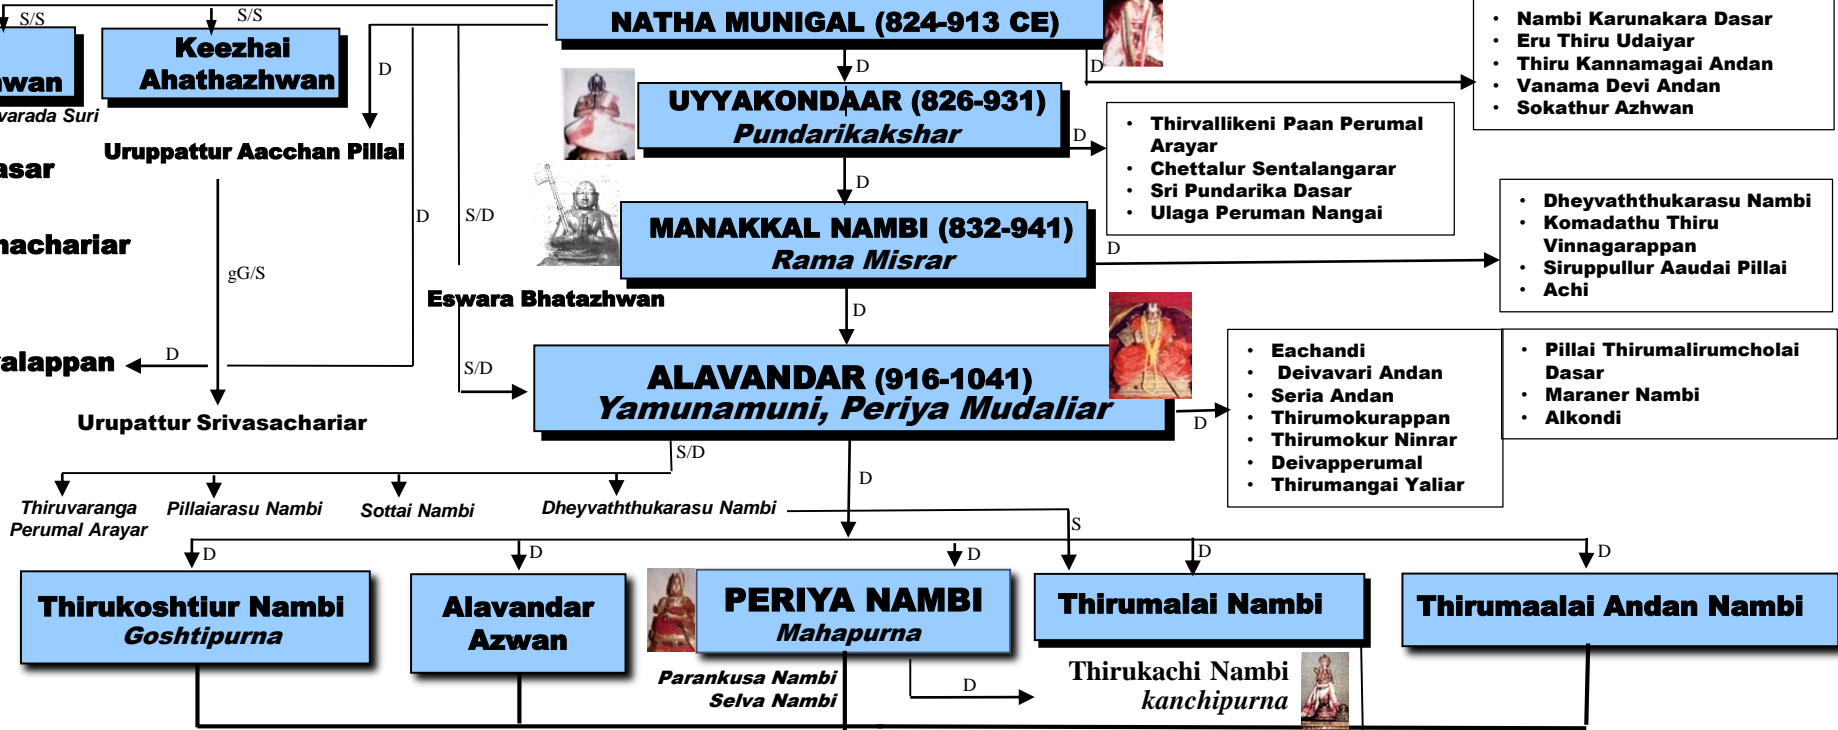 S/S
S/S
NATHA MUNIGAL (824-913 CE)
Nambi Karunakara Dasar
Eru Thiru Udaiyar
Thiru Kannamagai Andan
Vanama Devi Andan
Sokathur Azhwan
Keezhai
Ahathazhwan
hwan
varada Suri
D
D
D
UYYAKONDAAR (826-931)
Pundarikakshar
D
Thirvallikeni Paan Perumal
Arayar
Chettalur Sentalangarar
Sri Pundarika Dasar
Ulaga Peruman Nangai
Uruppattur Aacchan Pillai
asar
D
D
S/D
MANAKKAL NAMBI (832-941)
Rama Misrar
D
Dheyvaththukarasu Nambi
Komadathu Thiru
Vinnagarappan
Siruppullur Aaudai Pillai
Achi
nachariar
gG/S
Eswara Bhatazhwan
D
valappan
D
S/D
ALAVANDAR (916-1041)
Yamunamuni, Periya Mudaliar
D
Eachandi
Deivavari Andan
Seria Andan
Thirumokurappan
Thirumokur Ninrar
Deivapperumal
Thirumangai Yaliar
Pillai Thirumalirumcholai
Dasar
Maraner Nambi
Alkondi
Urupattur Srivasachariar
S/D
D
Thiruvaranga
Perumal Arayar
Pillaiarasu Nambi
Sottai Nambi
Dheyvaththukarasu Nambi
S
D
D
D
D
D
Thirukoshtiur Nambi
Goshtipurna
Alavandar
Azwan
PERIYA NAMBI
Mahapurna
Thirumalai Nambi
Thirumaalai Andan Nambi
Parankusa Nambi
Selva Nambi
D
Thirukachi Nambi
kanchipurna